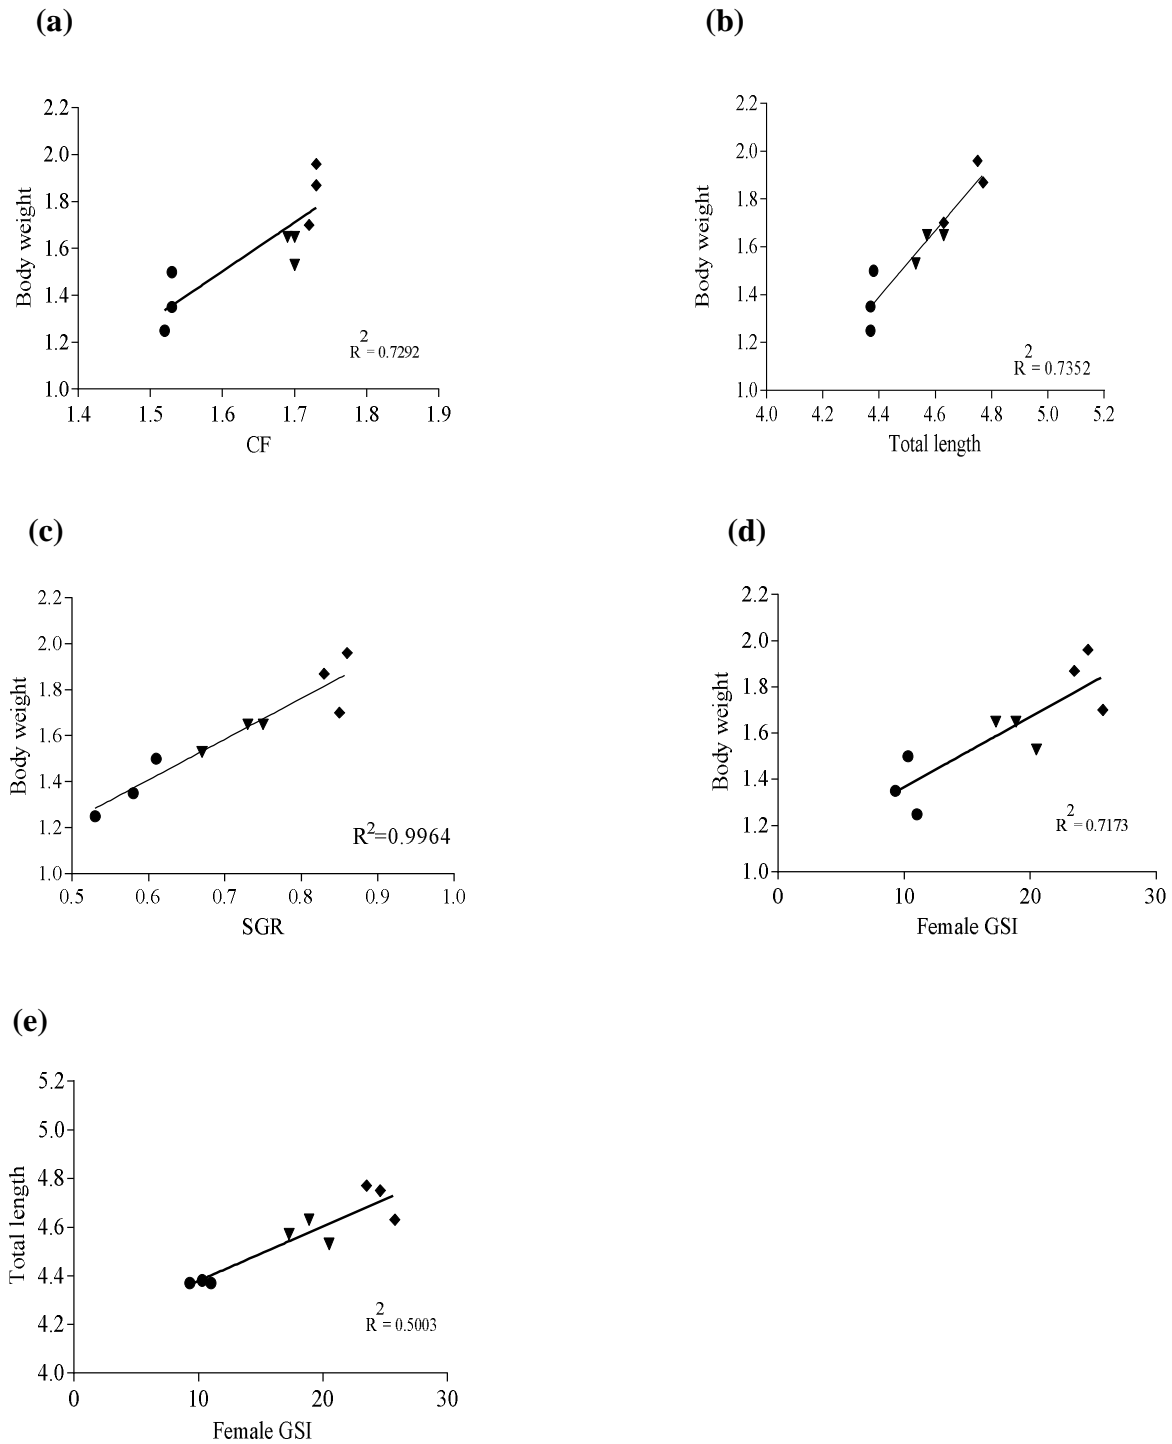 (a)
2.2
2.0
1.8
1.6
1.4
1.2
1.0
Body weight
1.4 1.5 1.6 1.7 1.8 1.9
CF
R² = 0.7292
(b)
2.2
2.0
1.8
1.6
1.4
1.2
1.0
Body weight
4.0 4.2 4.4 4.6 4.8 5.0 5.2
Total length
R² = 0.7352
(c)
2.2
2.0
1.8
1.6
1.4
1.2
1.0
Body weight
0.5 0.6 0.7 0.8 0.9 1.0
SGR
R²=0.9964
(d)
2.2
2.0
1.8
1.6
1.4
1.2
1.0
Body weight
0 10 20 30
Female GSI
R² = 0.7173
(e)
5.2
5.0
4.8
4.6
4.4
4.2
4.0
Total length
0 10 20 30
Female GSI
R² = 0.5003